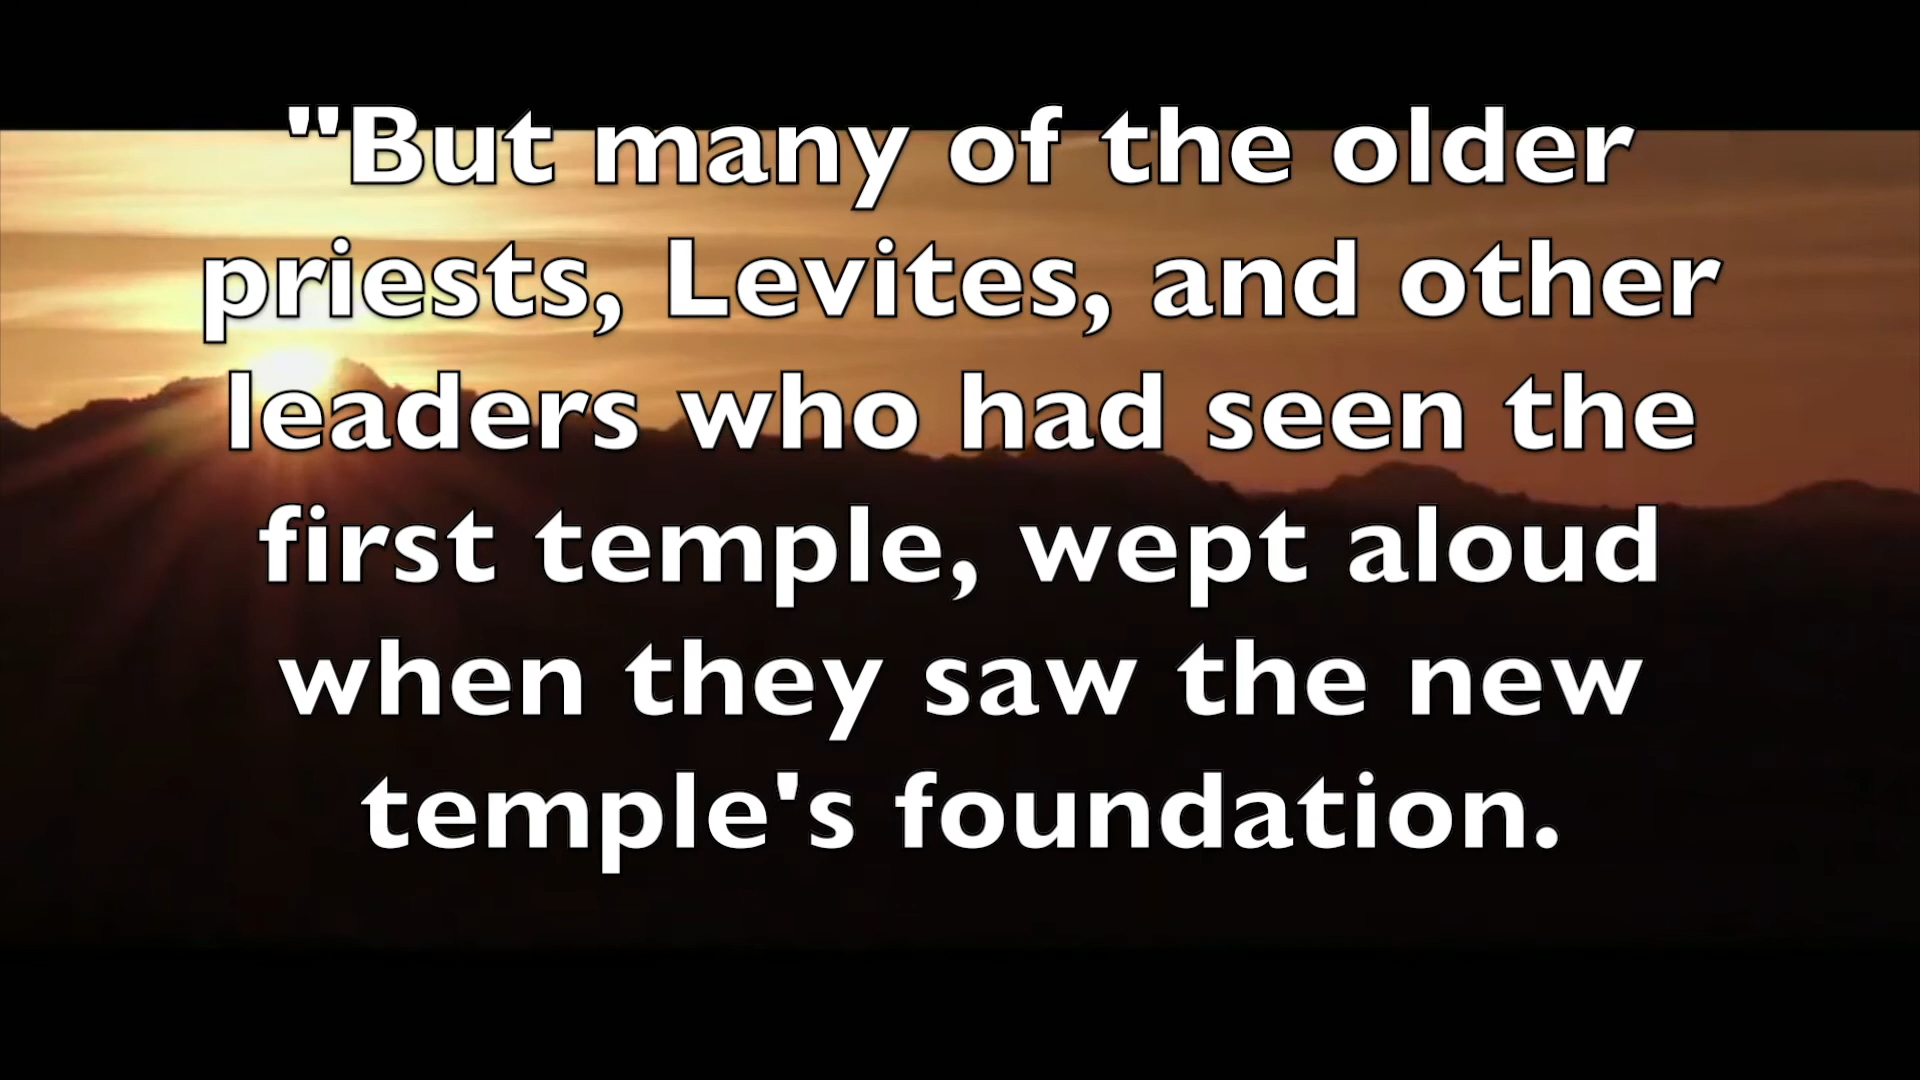 "But many of the older
priests, Levites, and other
leaders who had seen the
first temple, wept aloud
when they saw the new
temple's foundation.